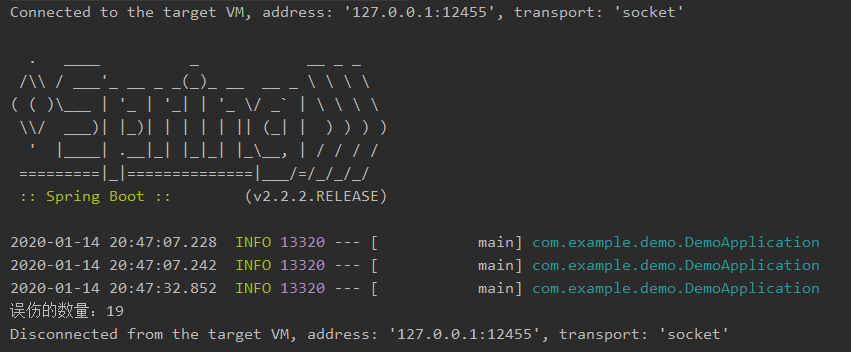 Connected to the target VM, address: '127.0.0.1:12455', transport: 'socket'
  .   ____          _            __ _ _
 /\\ / ___'_ __ _ _(_)_ __  __ _ \ \ \ \
( ( )\___ | '_ | '_| | '_ \/ _` | \ \ \ \
 \\/  ___)| |_)| | | | | || (_| |  ) ) ) )
  '  |____| .__|_| |_|_| |_\__, | / / / /
 =========|_|==============|___/=/_/_/_/
 :: Spring Boot ::        (v2.2.2.RELEASE)
2020-01-14 20:47:07.228  INFO 13320 --- [           main] com.example.demo.DemoApplication
2020-01-14 20:47:07.242  INFO 13320 --- [           main] com.example.demo.DemoApplication
2020-01-14 20:47:32.852  INFO 13320 --- [           main] com.example.demo.DemoApplication
误伤的数量：19
Disconnected from the target VM, address: '127.0.0.1:12455', transport: 'socket'